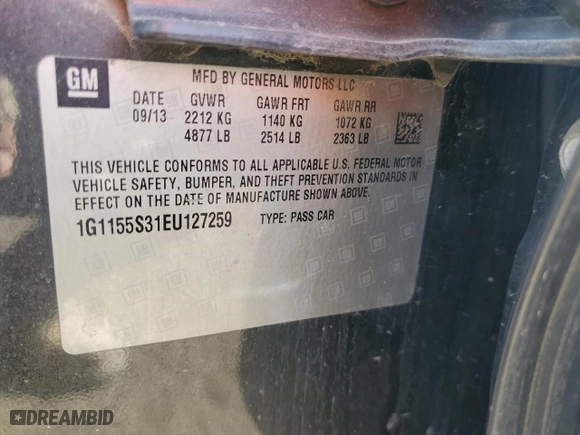 GM
MFD BY GENERAL MOTORS LLC
DATE GVWR GAWR FRT GAWR RR
09/13 2212 KG 1140 KG 1072 KG
4877 LB 2514 LB 2363 LB
THIS VEHICLE CONFORMS TO ALL APPLICABLE U.S. FEDERAL MOTOR
VEHICLE SAFETY, BUMPER, AND THEFT PREVENTION STANDARDS IN
EFFECT ON THE DATE OF MANUFACTURE SHOWN ABOVE.
1G1155S31EU127259 TYPE: PASS CAR
DREAMBID